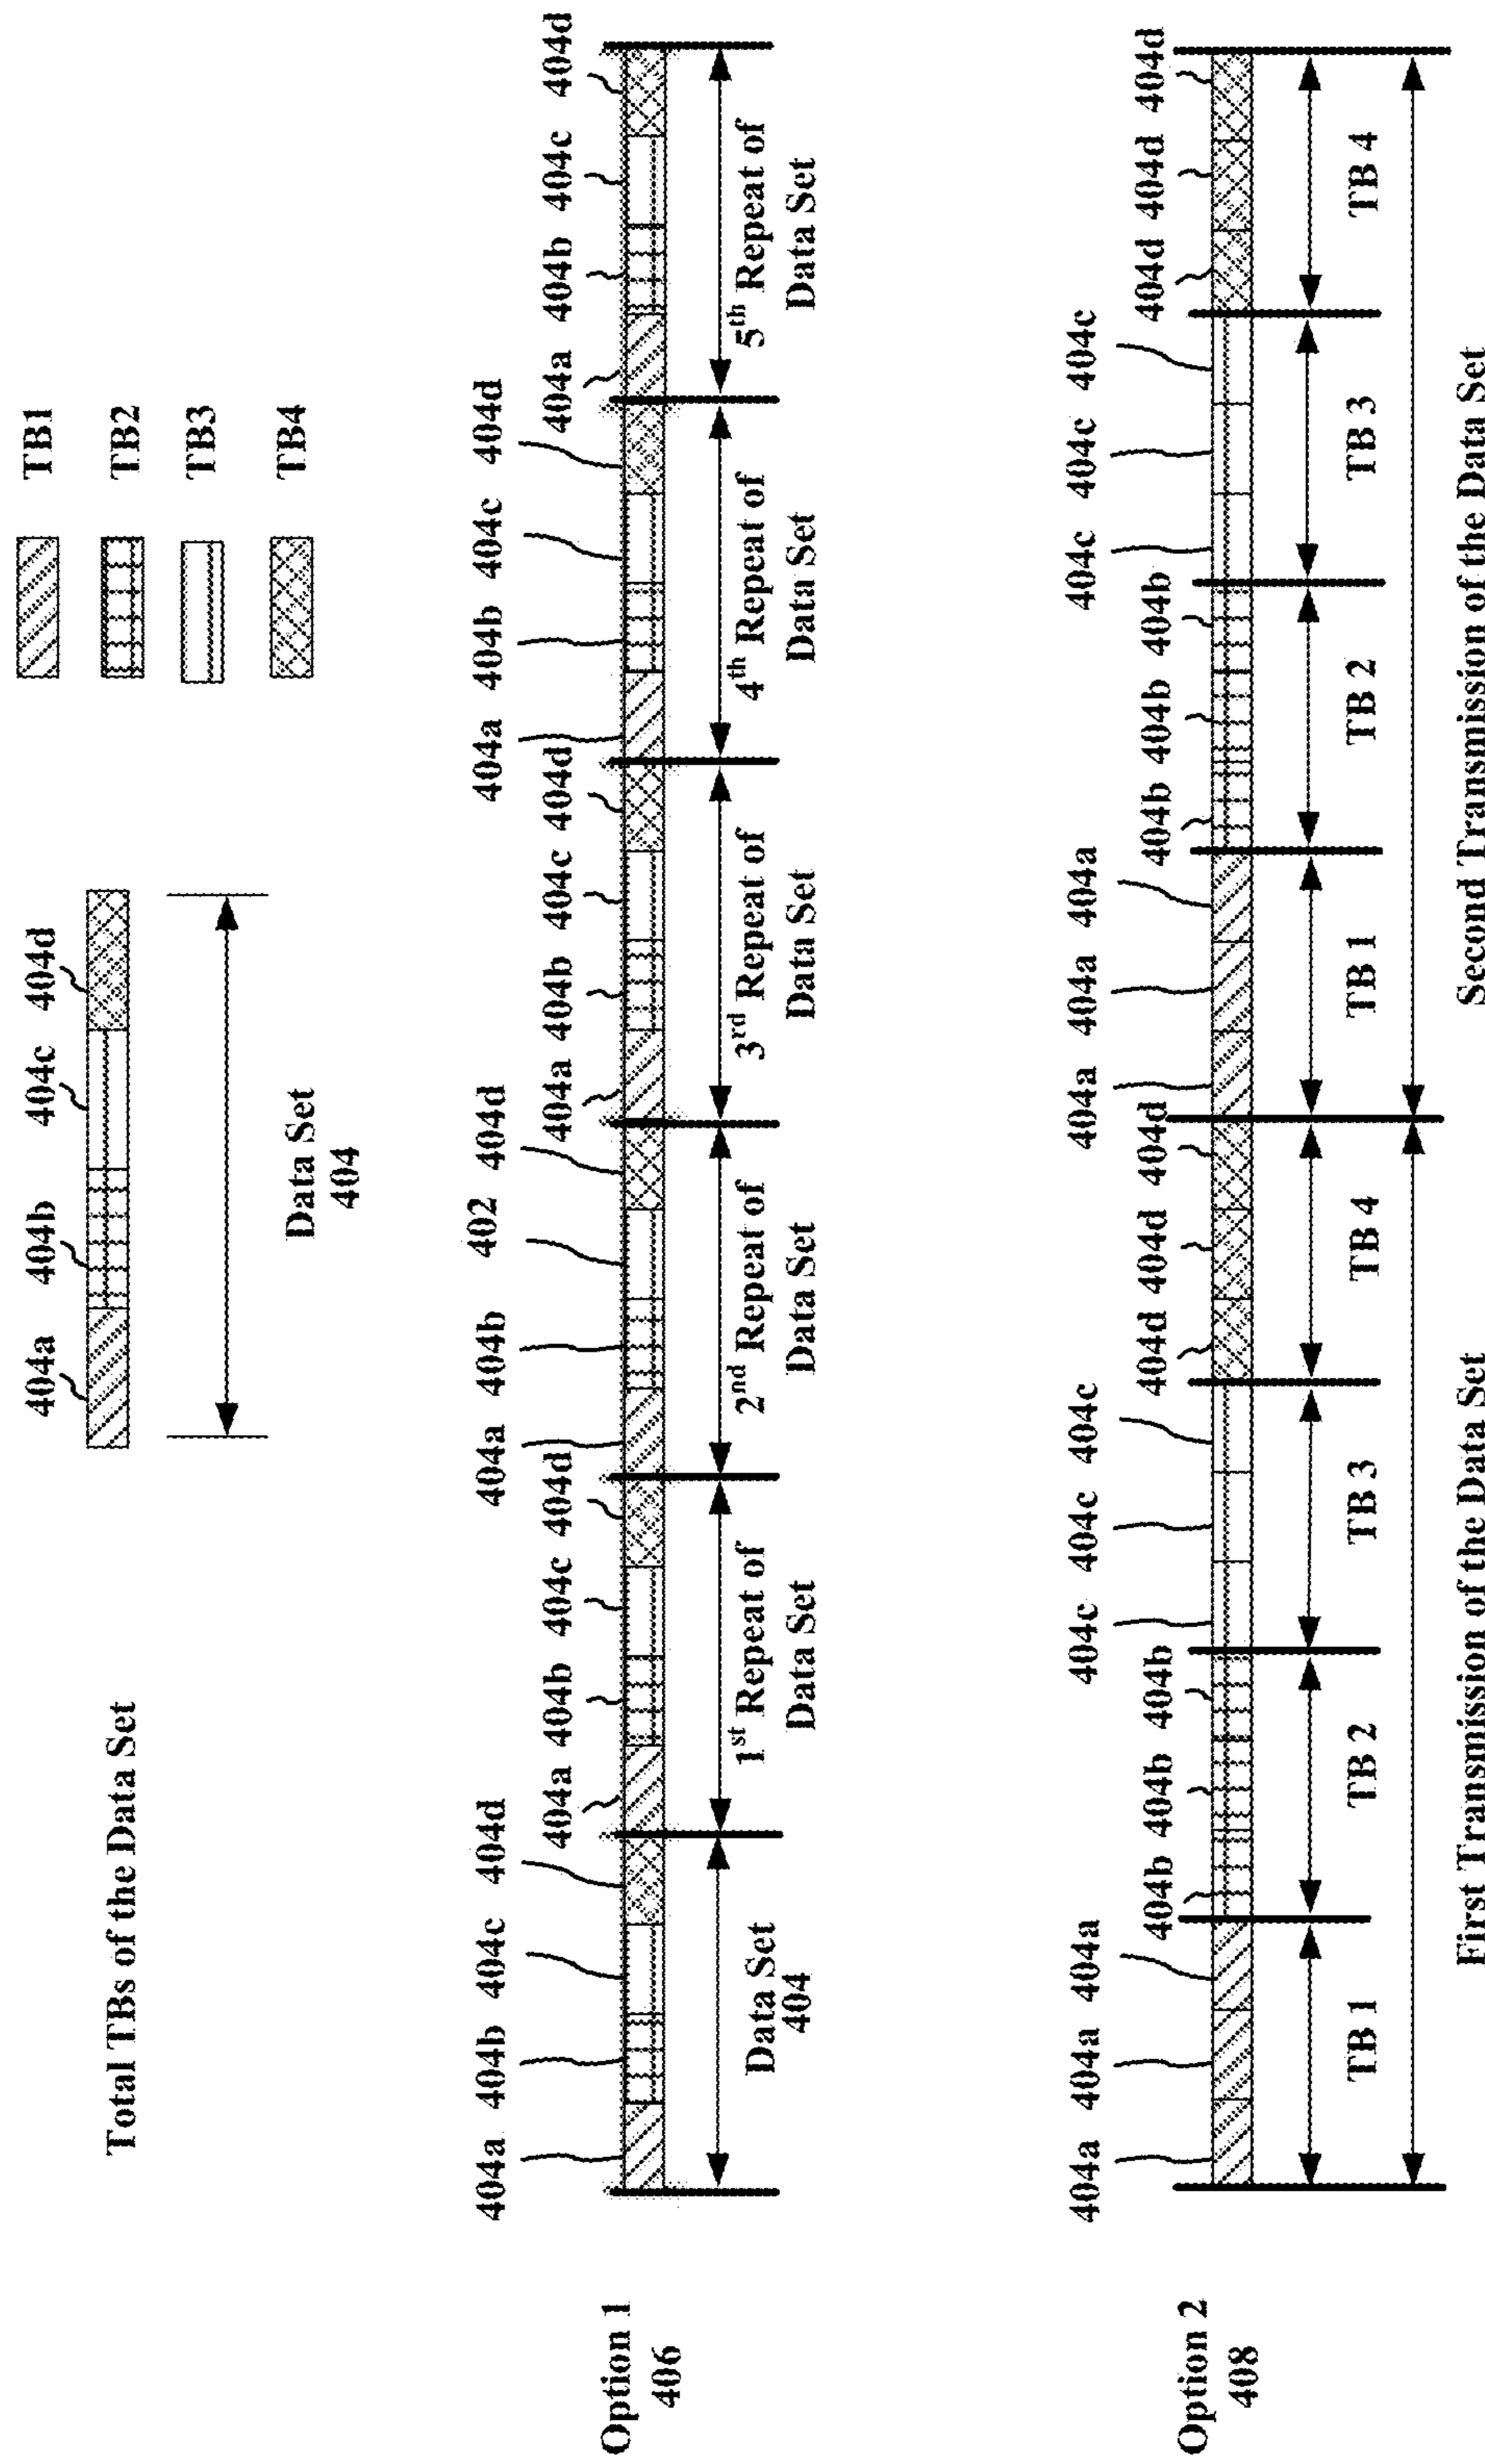 Total TBs of the Data Set
404a 404b 404c 404d
Data Set
404
TB1
TB2
TB3
TB4
Option 1
406
404a 404b 404c 404d 404a 404b 404c 404d 404a 404b 402 404d 404a 404b 404c 404d 404a 404b 404c 404d 404a 404b 404c 404d
Data Set
404
1st Repeat of
Data Set
2nd Repeat of
Data Set
3rd Repeat of
Data Set
4th Repeat of
Data Set
5th Repeat of
Data Set
Option 2
408
404a 404a 404a 404b 404b 404b 404c 404c 404c 404d 404d 404d 404a 404a 404a 404b 404b 404b 404c 404c 404c 404d 404d 404d
TB 1 TB 2 TB 3 TB 4 TB 1 TB 2 TB 3 TB 4
First Transmission of the Data Set Second Transmission of the Data Set